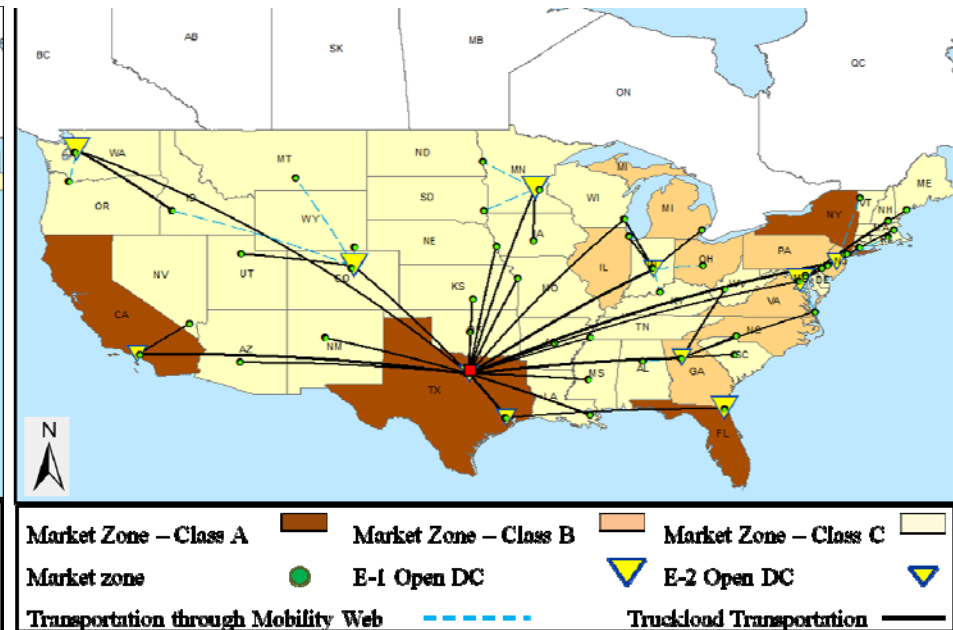 AB
SK
MB
BC
QC
ON
WA
MT
ND
MN
ME
MI
VT
OR
ID
SD
WI
NH
WY
MI
NY
IA
NE
PA
NV
UT
CO
IL
IN
OH
DE
KS
MO
VA
CA
KY
TN
NC
AZ
NM
SC
MS
AL
GA
TX
LA
FL
N
Market Zone – Class A
Market Zone – Class B
Market Zone – Class C
Market zone
E-1 Open DC
E-2 Open DC
Transportation through Mobility Web
Truckload Transportation